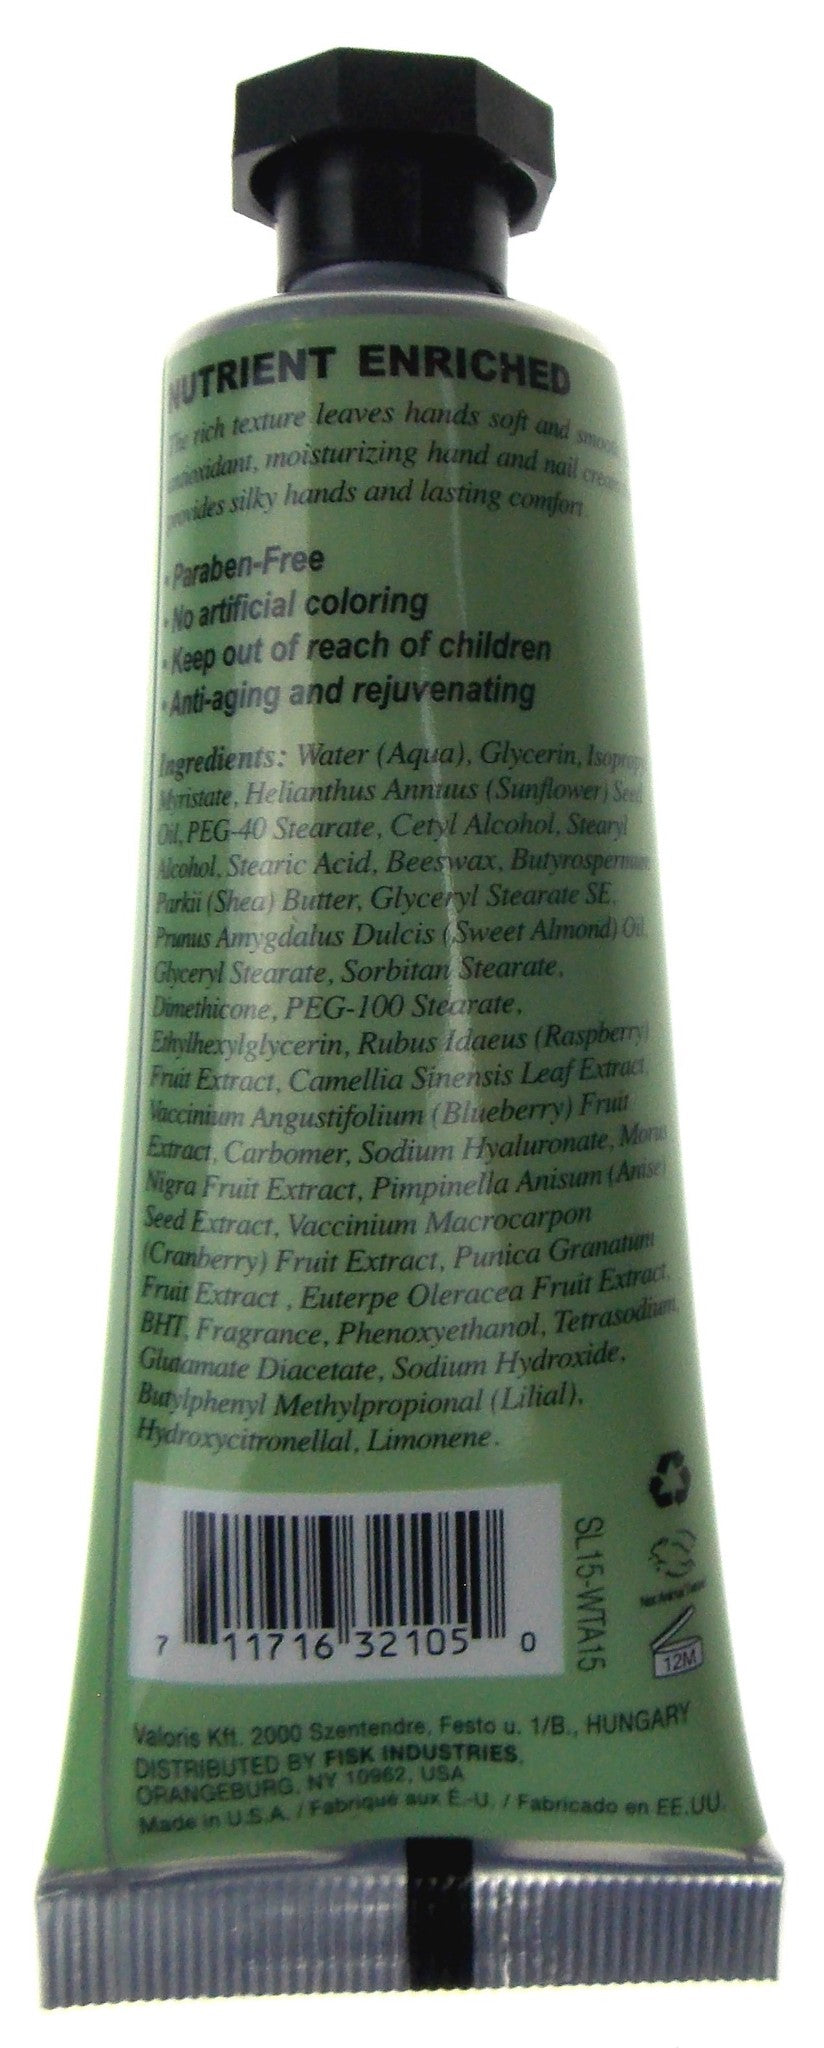 NUTRIENT ENRICHED
The rich texture leaves hands soft and smooth
antioxidant, moisturizing hand and nail cream
provides silky hands and lasting comfort.
• Paraben-Free
• No artificial coloring
• Keep out of reach of children
• Anti-aging and rejuvenating
Ingredients: Water (Aqua), Glycerin, Isopropyl
Myristate, Helianthus Annuus (Sunflower) Seed
Oil, PEG-40 Stearate, Cetyl Alcohol, Stearyl
Alcohol, Stearic Acid, Beeswax, Butyrospermum
Parkii (Shea) Butter, Glyceryl Stearate SE,
Prunus Amygdalus Dulcis (Sweet Almond) Oil,
Glyceryl Stearate, Sorbitan Stearate,
Dimethicone, PEG-100 Stearate,
Ethylhexylglycerin, Rubus Idaeus (Raspberry)
Fruit Extract, Camellia Sinensis Leaf Extract,
Vaccinium Angustifolium (Blueberry) Fruit
Extract, Carbomer, Sodium Hyaluronate, Morus
Nigra Fruit Extract, Pimpinella Anisum (Anise)
Seed Extract, Vaccinium Macrocarpon
(Cranberry) Fruit Extract, Punica Granatum
Fruit Extract , Euterpe Oleracea Fruit Extract,
BHT, Fragrance, Phenoxyethanol, Tetrasodium
Glutamate Diacetate, Sodium Hydroxide,
Butylphenyl Methylpropional (Lilial),
Hydroxycitronellal, Limonene.
7 11716 32105 0
SL15-WTA15
12M
Valoris Kft. 2000 Szentendre, Festo u. 1/B., HUNGARY
DISTRIBUTED BY FISK INDUSTRIES,
ORANGEBURG, NY 10962, USA
Made in U.S.A. / Fabriqué aux É.-U. / Fabricado en EE.UU.